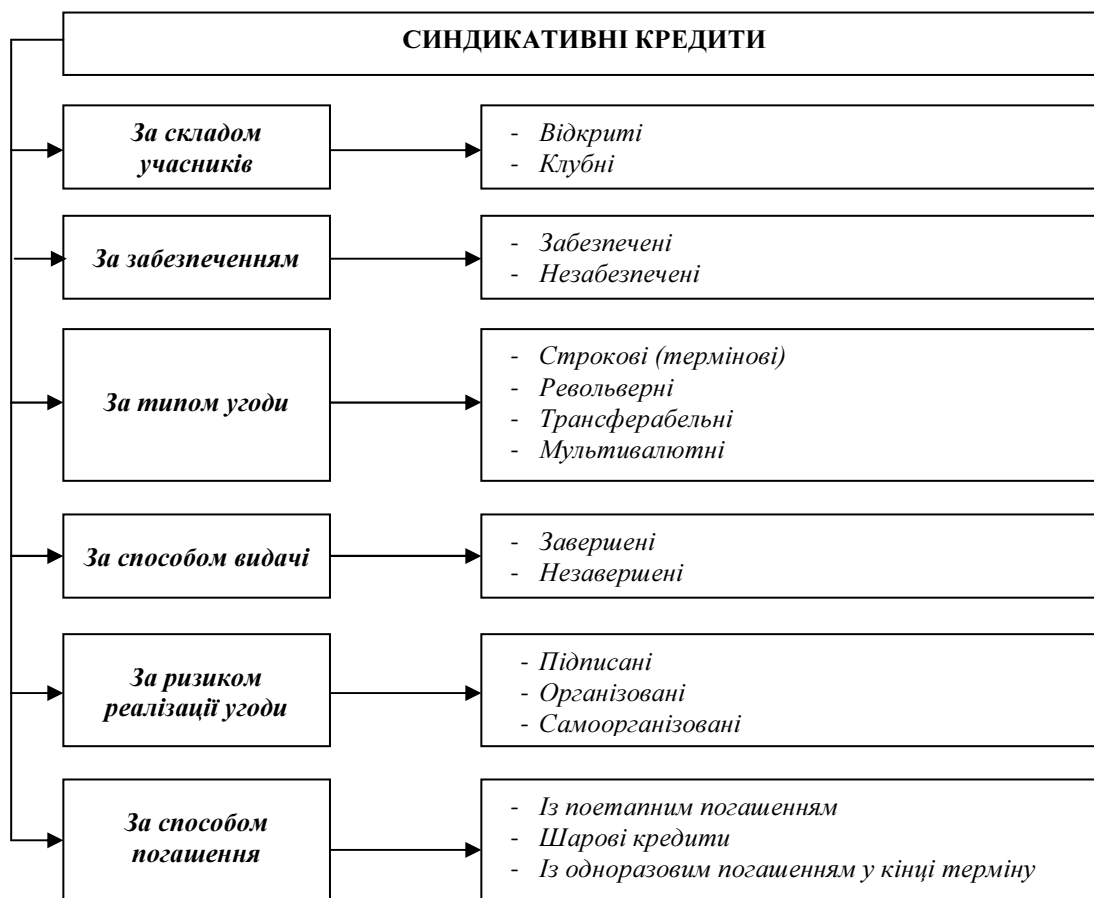 СИНДИКАТИВНІ КРЕДИТИ
За складом
учасників
- Відкриті
- Клубні
За забезпеченням
- Забезпечені
- Незабезпечені
За типом угоди
- Строкові (термінові)
- Револьверні
- Трансферабельні
- Мультивалютні
За способом видачі
- Завершені
- Незавершені
За ризиком
реалізації угоди
- Підписані
- Організовані
- Самоорганізовані
За способом
погашення
- Із поетапним погашенням
- Шарові кредити
- Із одноразовим погашенням у кінці терміну